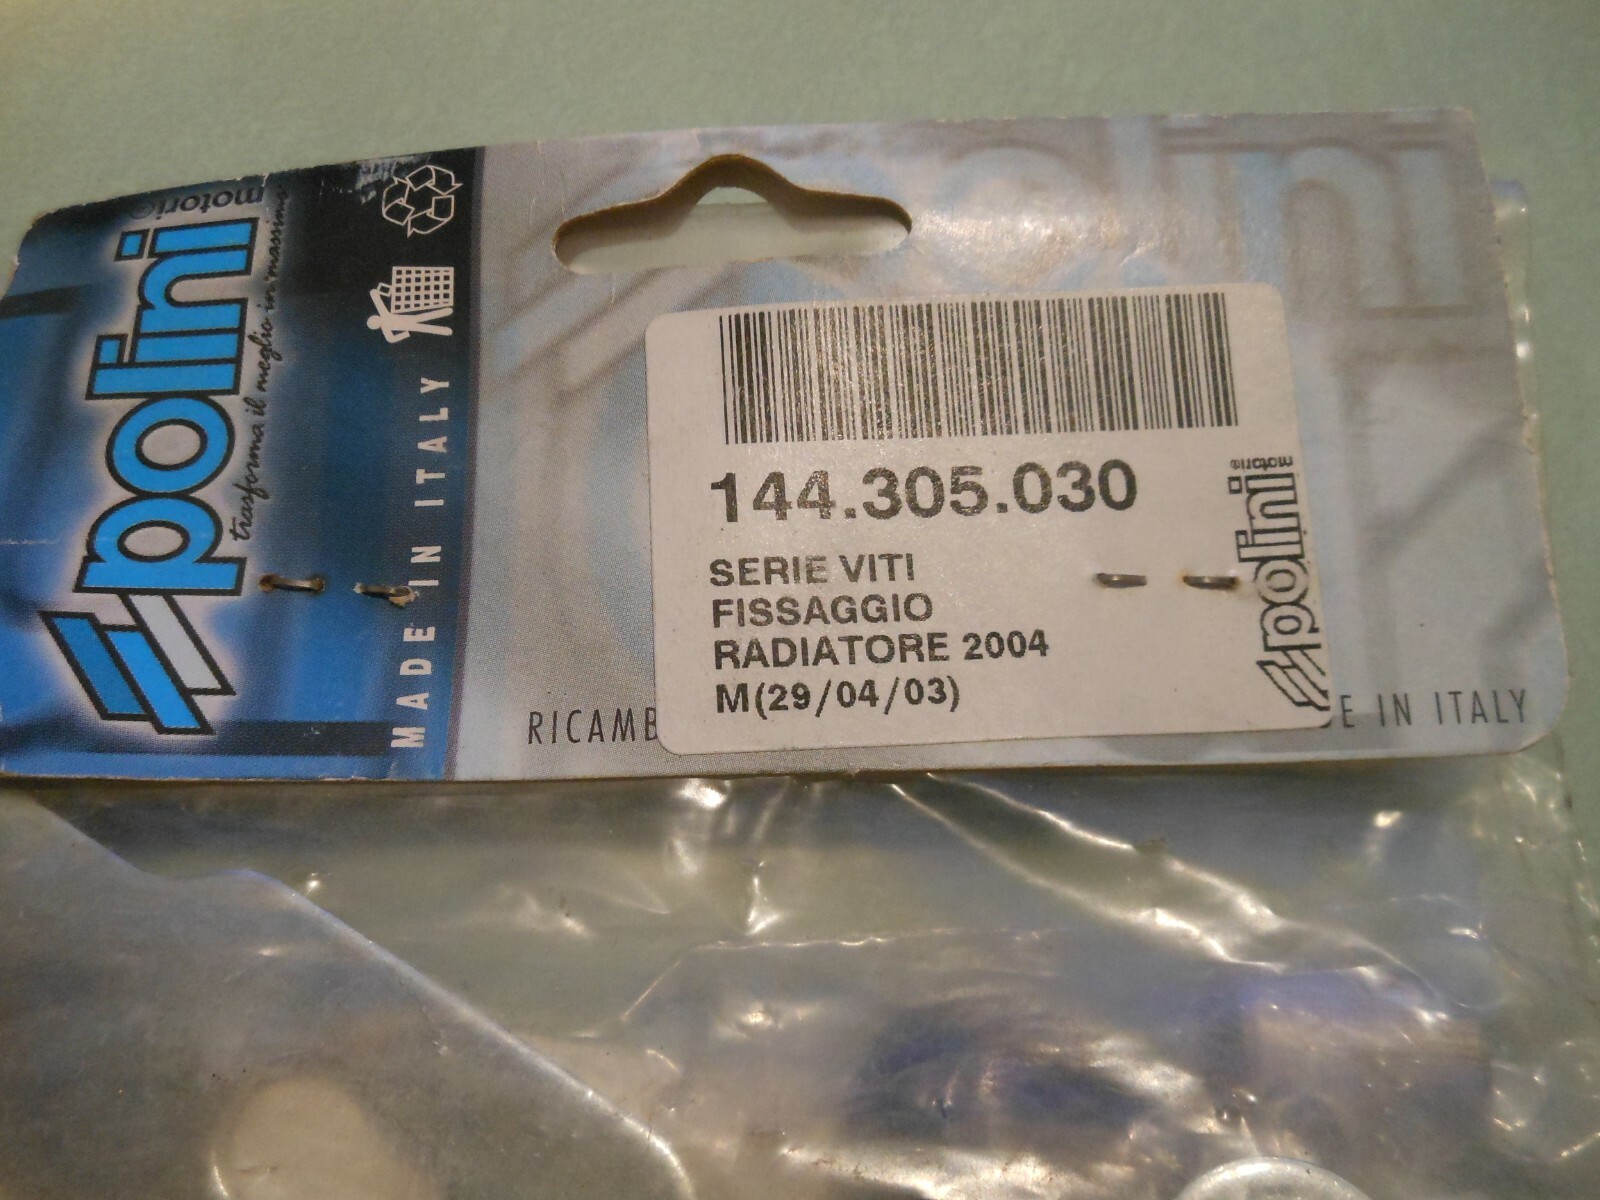 polini
motori®
trasforma il meglio in massimo
MADE IN ITALY
144.305.030
SERIE VITI
FISSAGGIO
RADIATORE 2004
M(29/04/03)
polini
motori®
RICAMB
E IN ITALY